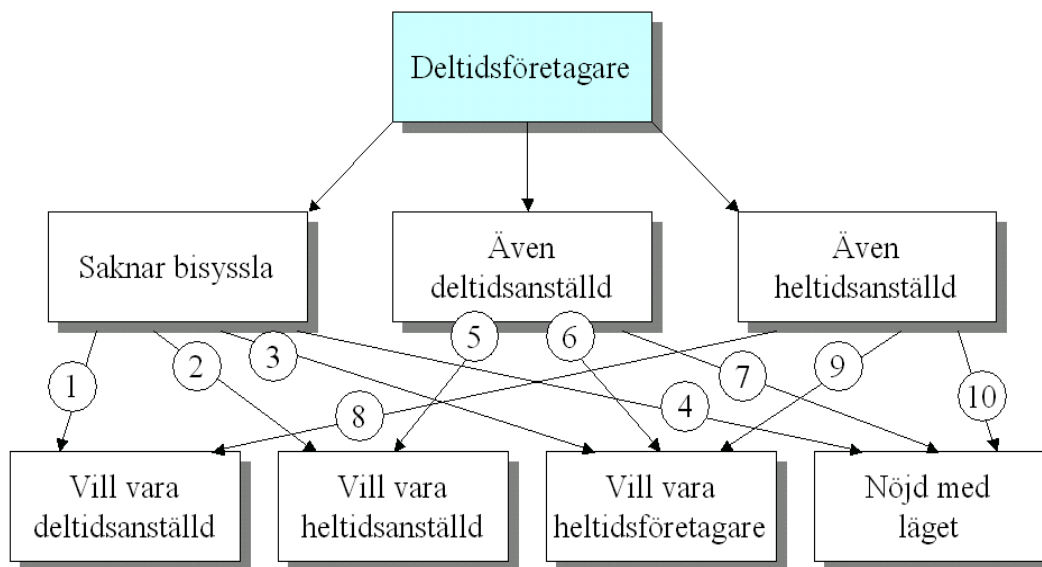 Deltidsföretagare
Saknar bisyssla
Även
deltidsanställd
Även
heltidsanställd
1
2
3
5
6
9
7
8
4
10
Vill vara
deltidsanställd
Vill vara
heltidsanställd
Vill vara
heltidsföretagare
Nöjd med
läget